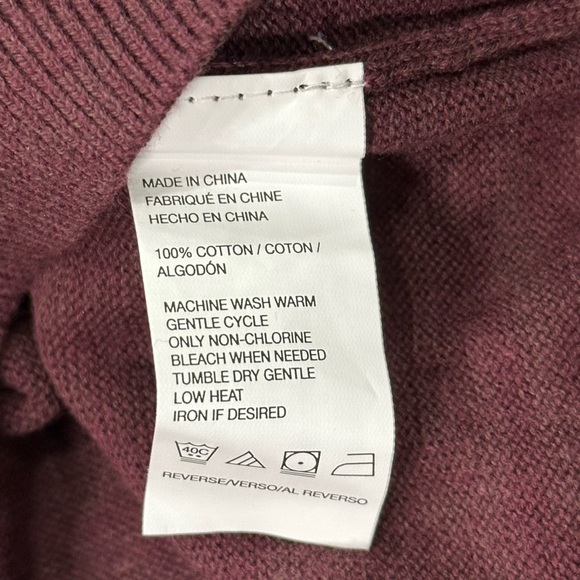 MADE IN CHINA
FABRIQUÉ EN CHINE
HECHO EN CHINA
100% COTTON / COTON /
ALGODÓN
MACHINE WASH WARM
GENTLE CYCLE
ONLY NON-CHLORINE
BLEACH WHEN NEEDED
TUMBLE DRY GENTLE
LOW HEAT
IRON IF DESIRED
40C
REVERSE/VERSO/AL REVERSO